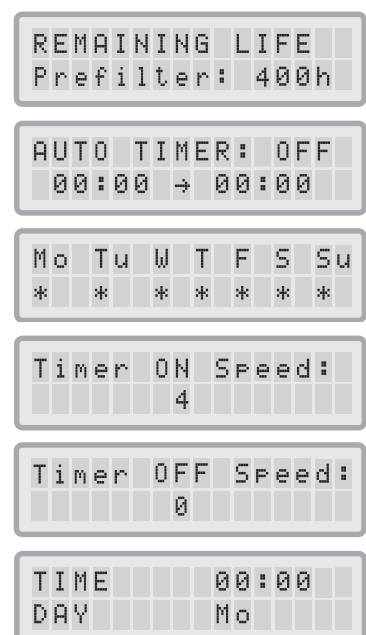 REMAINING LIFE
Prefilter: 400h
AUTO TIMER: OFF
00:00 → 00:00
Mo Tu W T F S Su
* * * * * * *
Timer ON Speed:
4
Timer OFF Speed:
0
TIME 00:00
DAY Mo